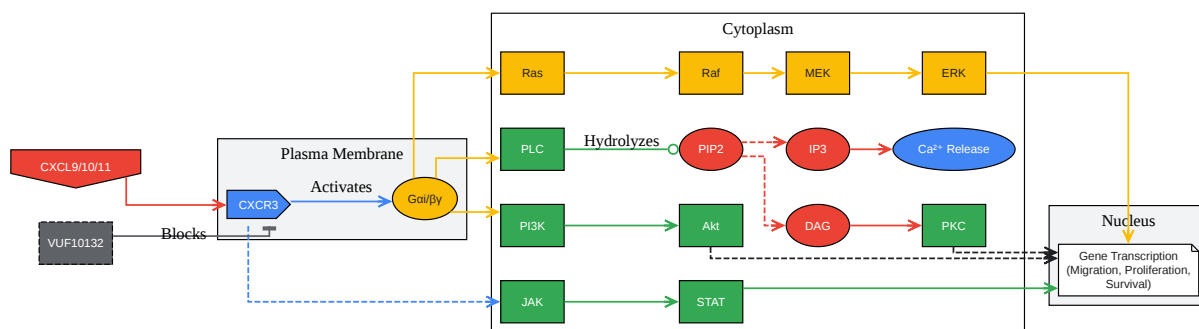 Cytoplasm
Ras
Raf
MEK
ERK
Plasma Membrane
PLC
Hydrolyzes
PIP2
IP3
Ca²⁺ Release
CXCL9/10/11
Activates
CXCR3
Gαi/βγ
VUF10132
Blocks
PI3K
Akt
DAG
PKC
Nucleus
Gene Transcription
(Migration, Proliferation,
Survival)
JAK
STAT